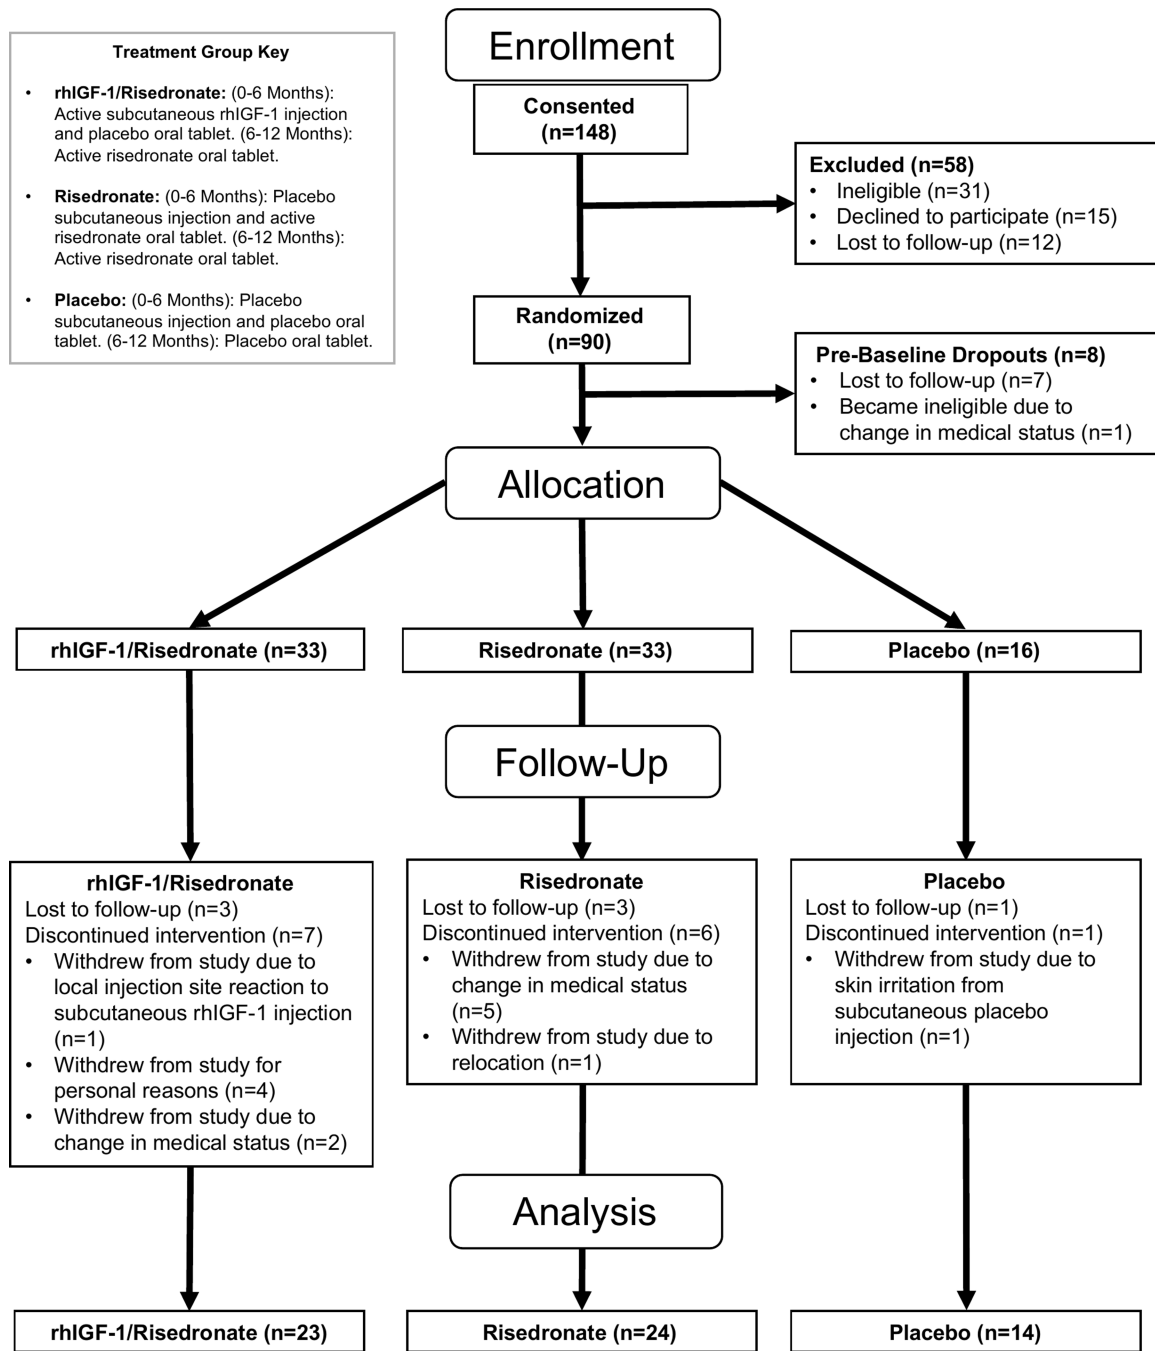 Enrollment
Treatment Group Key
• rhIGF-1/Risedronate: (0-6 Months):
Active subcutaneous rhIGF-1 injection
and placebo oral tablet. (6-12 Months):
Active risedronate oral tablet.
• Risedronate: (0-6 Months): Placebo
subcutaneous injection and active
risedronate oral tablet. (6-12 Months):
Active risedronate oral tablet.
• Placebo: (0-6 Months): Placebo
subcutaneous injection and placebo oral
tablet. (6-12 Months): Placebo oral tablet.
Consented
(n=148)
Excluded (n=58)
• Ineligible (n=31)
• Declined to participate (n=15)
• Lost to follow-up (n=12)
Randomized
(n=90)
Pre-Baseline Dropouts (n=8)
• Lost to follow-up (n=7)
• Became ineligible due to
change in medical status (n=1)
Allocation
rhIGF-1/Risedronate (n=33)
Risedronate (n=33)
Placebo (n=16)
Follow-Up
rhIGF-1/Risedronate
Lost to follow-up (n=3)
Discontinued intervention (n=7)
• Withdrew from study due to
local injection site reaction to
subcutaneous rhIGF-1 injection
(n=1)
• Withdrew from study for
personal reasons (n=4)
• Withdrew from study due to
change in medical status (n=2)
Risedronate
Lost to follow-up (n=3)
Discontinued intervention (n=6)
• Withdrew from study due to
change in medical status
(n=5)
• Withdrew from study due to
relocation (n=1)
Placebo
Lost to follow-up (n=1)
Discontinued intervention (n=1)
• Withdrew from study due to
skin irritation from
subcutaneous placebo
injection (n=1)
Analysis
rhIGF-1/Risedronate (n=23)
Risedronate (n=24)
Placebo (n=14)